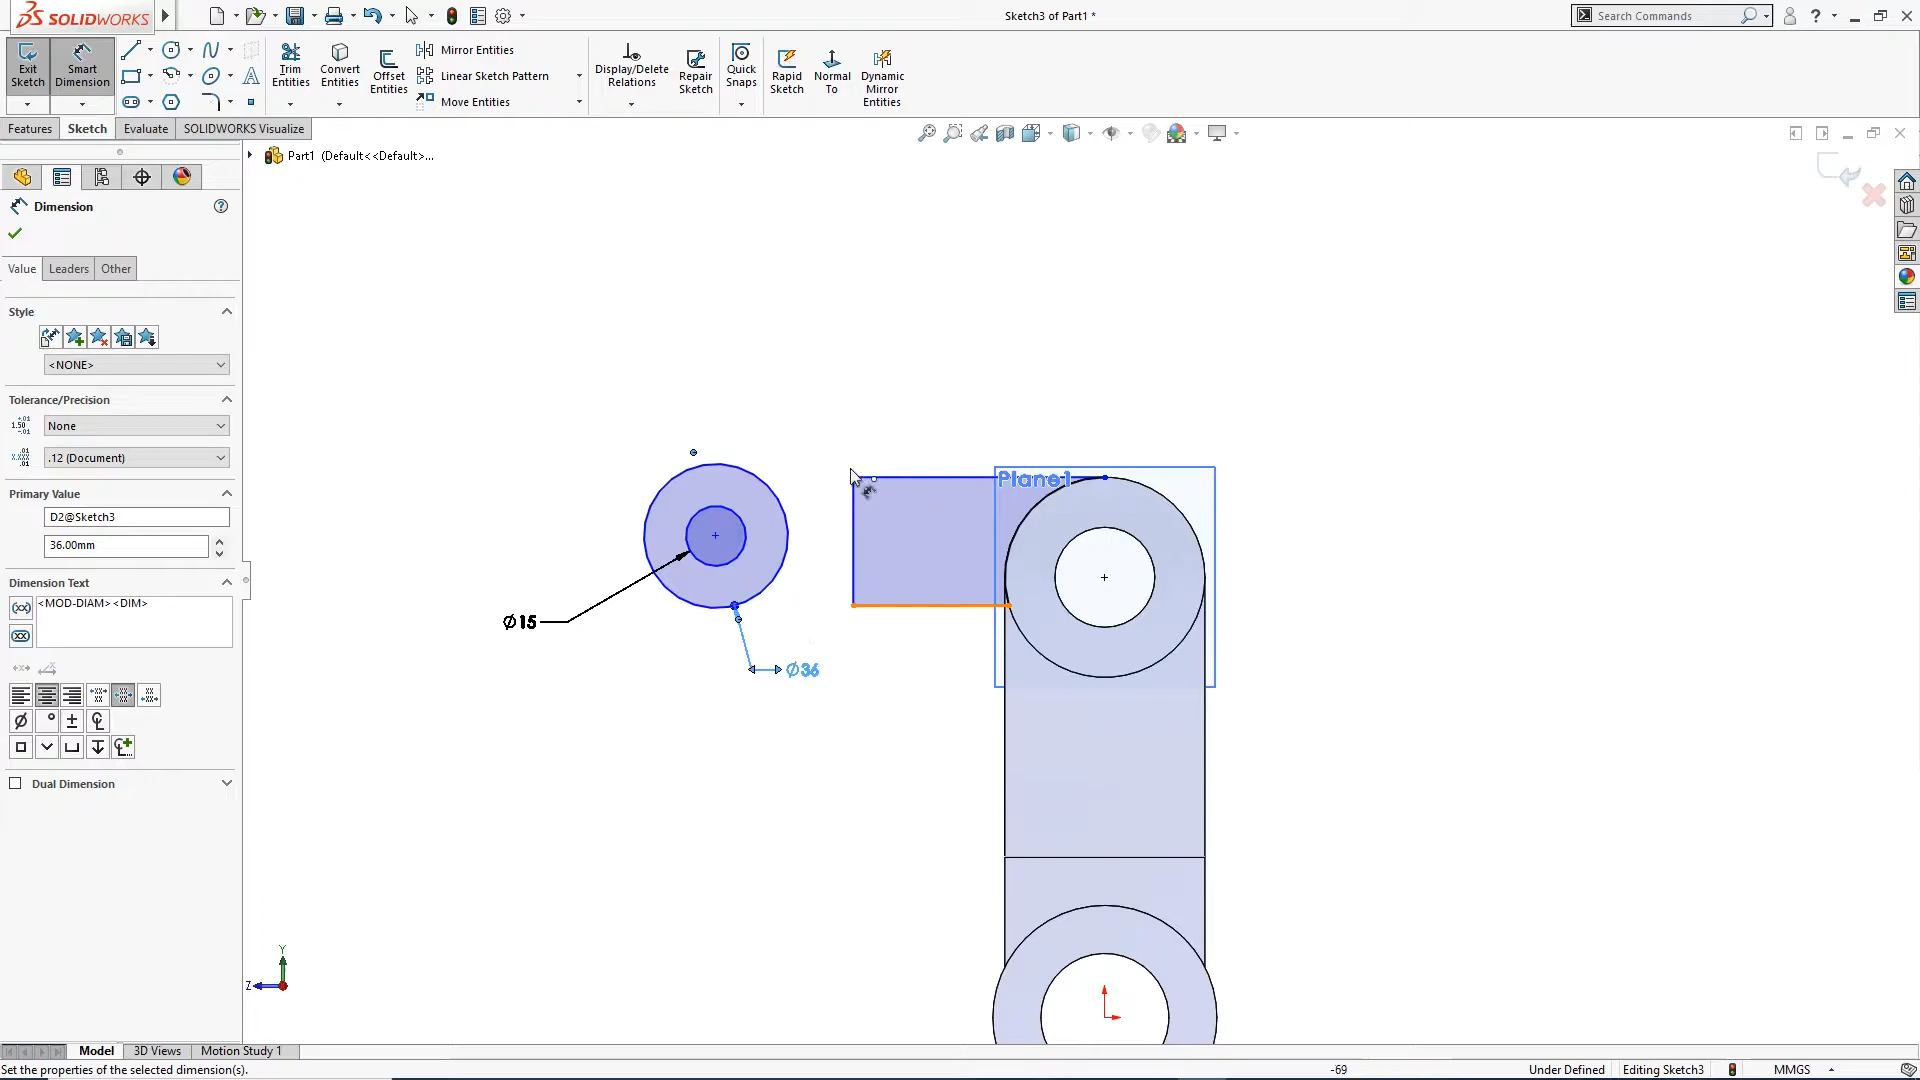 SOLIDWORKS
Sketch3 of Part1 *
Search Commands
Exit Sketch
Smart Dimension
Trim Entities
Convert Entities
Offset Entities
Mirror Entities
Linear Sketch Pattern
Move Entities
Display/Delete Relations
Repair Sketch
Quick Snaps
Rapid Sketch
Normal To
Dynamic Mirror Entities
Features
Sketch
Evaluate
SOLIDWORKS Visualize
Part1 (Default<<Default>...
Dimension
Value
Leaders
Other
Style
<NONE>
Tolerance/Precision
None
.12 (Document)
Primary Value
D2@Sketch3
36.00mm
Dimension Text
<MOD-DIAM><DIM>
Dual Dimension
Plane1
∅15
∅36
Y
Z
Model
3D Views
Motion Study 1
Set the properties of the selected dimension(s).
-69
Under Defined
Editing Sketch3
MMGS